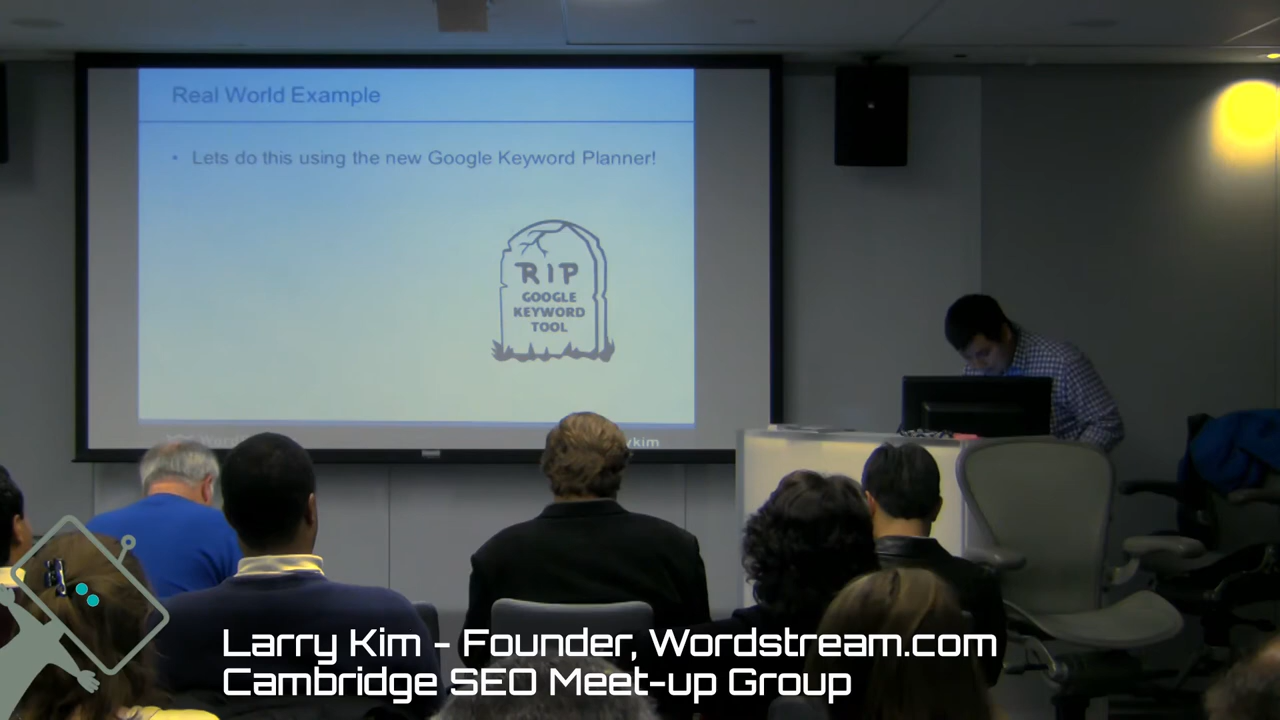 Real World Example
• Lets do this using the new Google Keyword Planner!
RIP
GOOGLE
KEYWORD
TOOL
Larry Kim - Founder, Wordstream.com
Cambridge SEO Meet-up Group